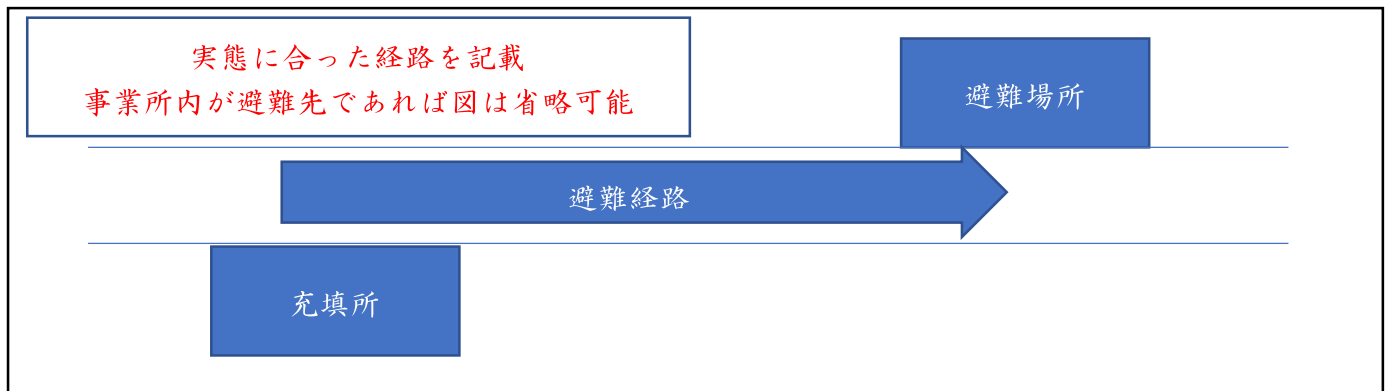 実態に合った経路を記載
事業所内が避難先であれば図は省略可能
避難場所
避難経路
充填所